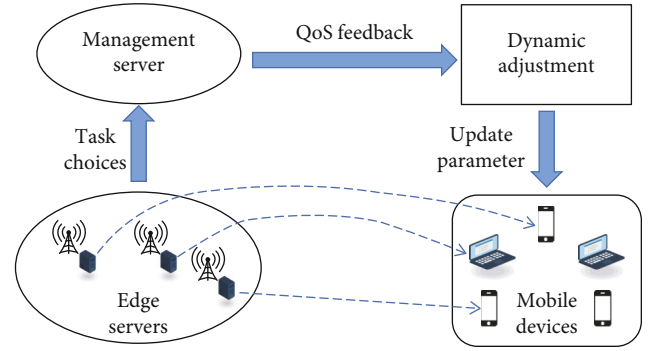 Management
server
QoS feedback
Dynamic
adjustment
Task
choices
Update
parameter
Edge
servers
Mobile
devices